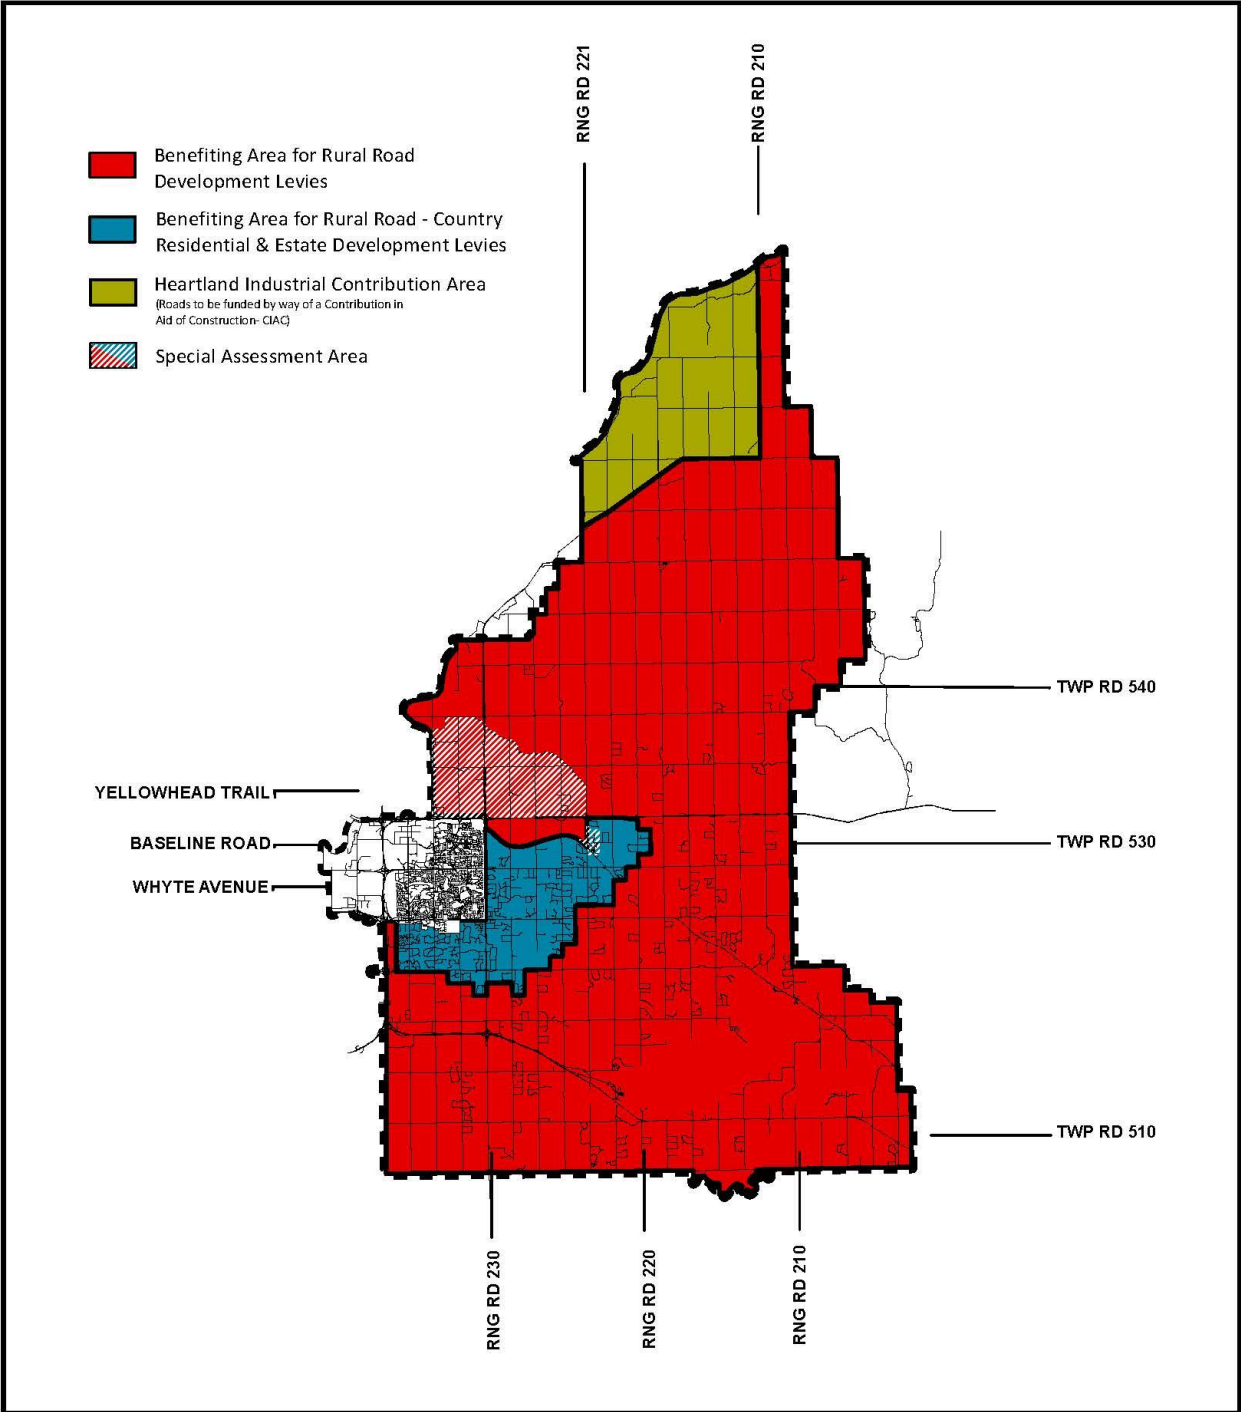 RNG RD 221
RNG RD 210
Benefiting Area for Rural Road
Development Levies
Benefiting Area for Rural Road - Country
Residential & Estate Development Levies
Heartland Industrial Contribution Area
(Roads to be funded by way of a Contribution in
Aid of Construction- CIAC)
Special Assessment Area
TWP RD 540
YELLOWHEAD TRAIL
BASELINE ROAD
TWP RD 530
WHYTE AVENUE
TWP RD 510
RNG RD 230
RNG RD 220
RNG RD 210